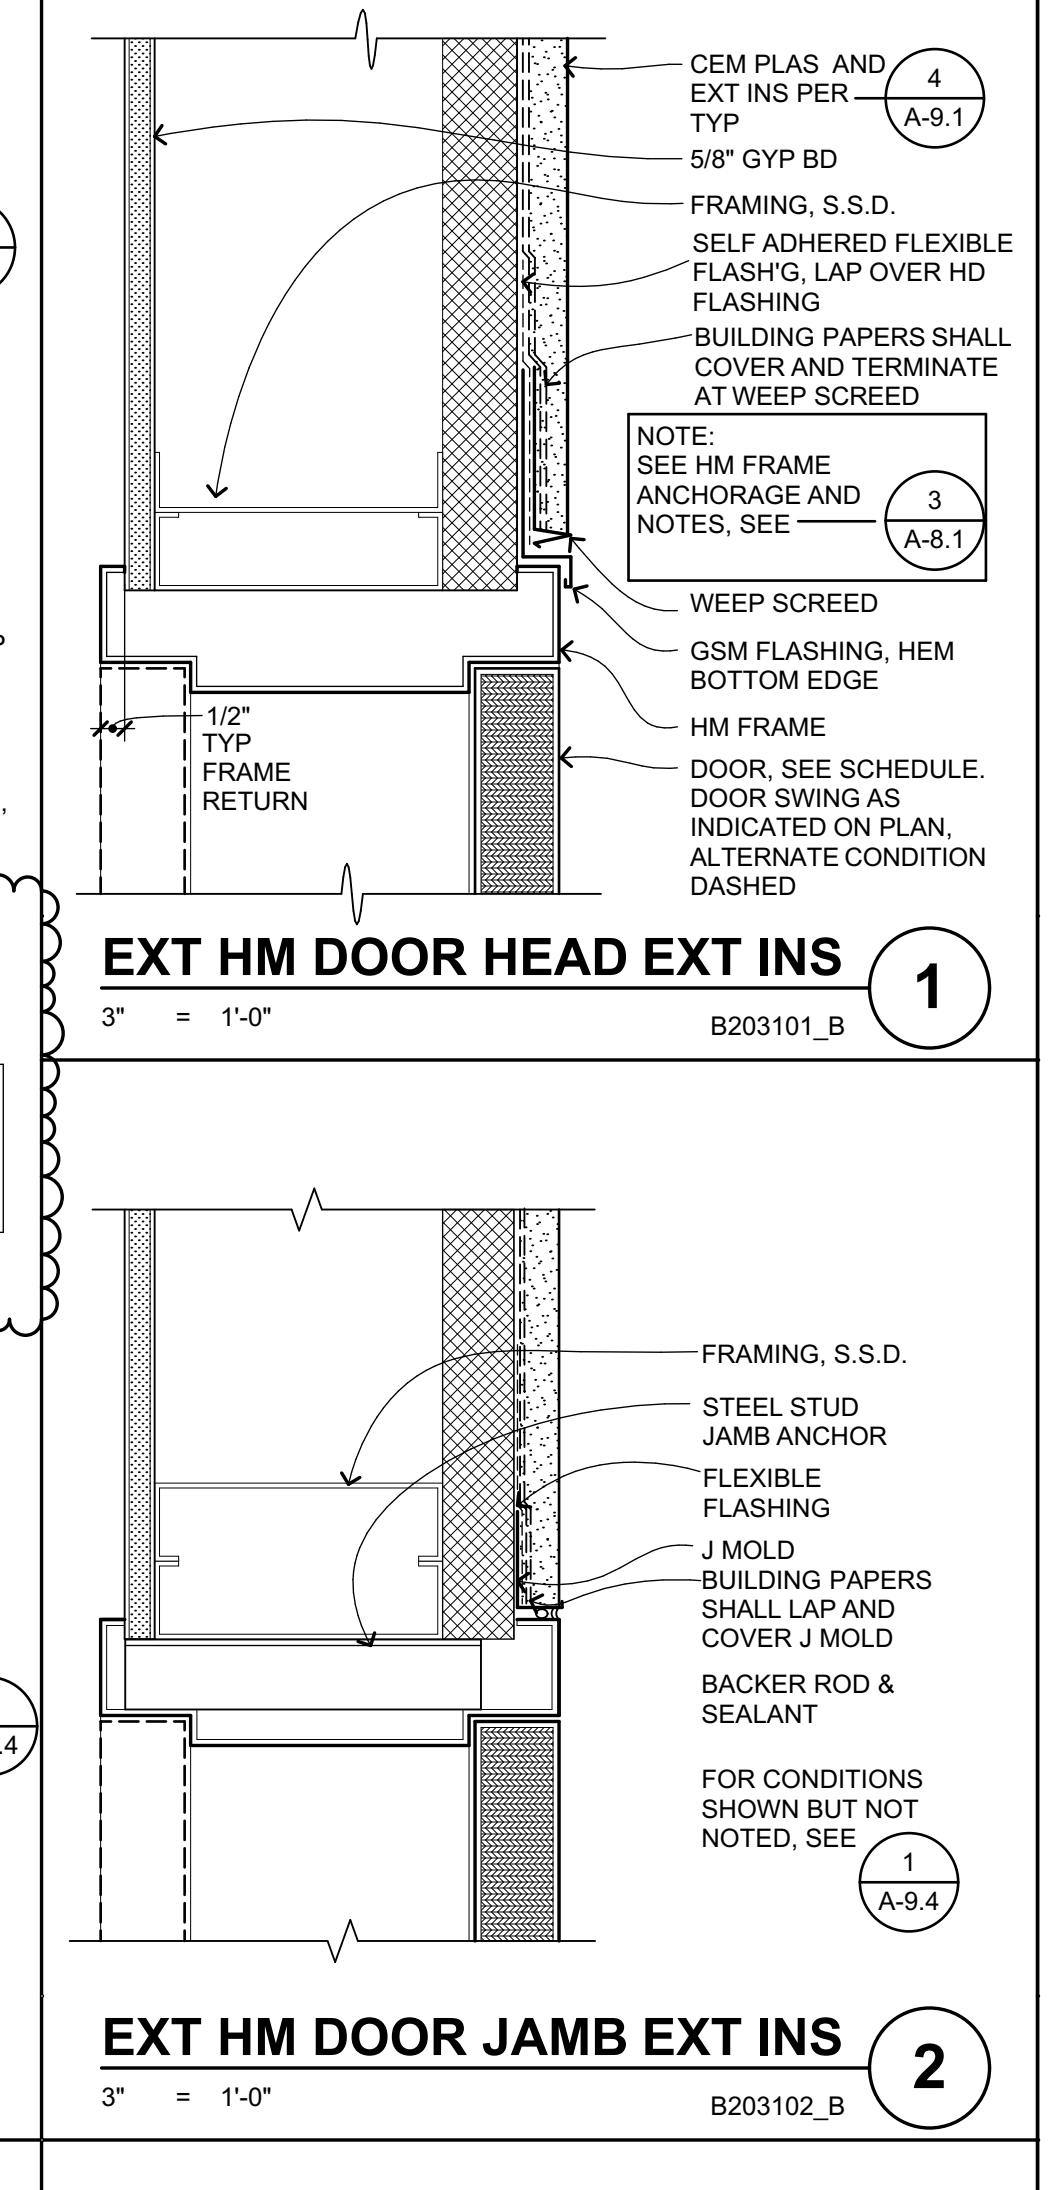 CEM PLAS AND
EXT INS PER
TYP
4
A-9.1
5/8" GYP BD
FRAMING, S.S.D.
SELF ADHERED FLEXIBLE
FLASH'G, LAP OVER HD
FLASHING
BUILDING PAPERS SHALL
COVER AND TERMINATE
AT WEEP SCREED
NOTE:
SEE HM FRAME
ANCHORAGE AND
NOTES, SEE
3
A-8.1
WEEP SCREED
GSM FLASHING, HEM
BOTTOM EDGE
HM FRAME
1/2"
TYP
FRAME
RETURN
DOOR, SEE SCHEDULE.
DOOR SWING AS
INDICATED ON PLAN,
ALTERNATE CONDITION
DASHED
EXT HM DOOR HEAD EXT INS
1
3" = 1'-0"
B203101_B
FRAMING, S.S.D.
STEEL STUD
JAMB ANCHOR
FLEXIBLE
FLASHING
J MOLD
BUILDING PAPERS
SHALL LAP AND
COVER J MOLD
BACKER ROD &
SEALANT
FOR CONDITIONS
SHOWN BUT NOT
NOTED, SEE
1
A-9.4
.4
EXT HM DOOR JAMB EXT INS
2
3" = 1'-0"
B203102_B